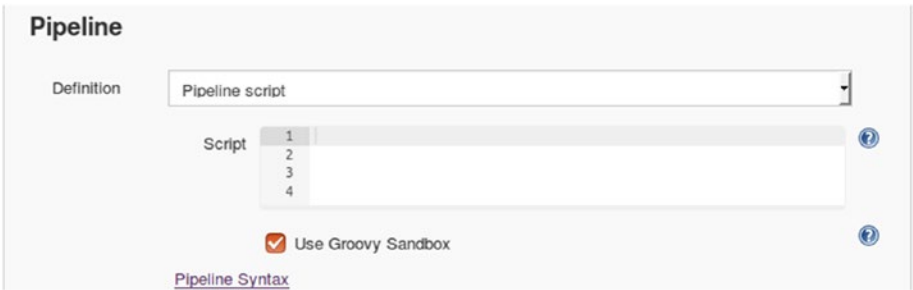 Pipeline
Definition Pipeline script
Script 1
2
3
4
Use Groovy Sandbox
Pipeline Syntax